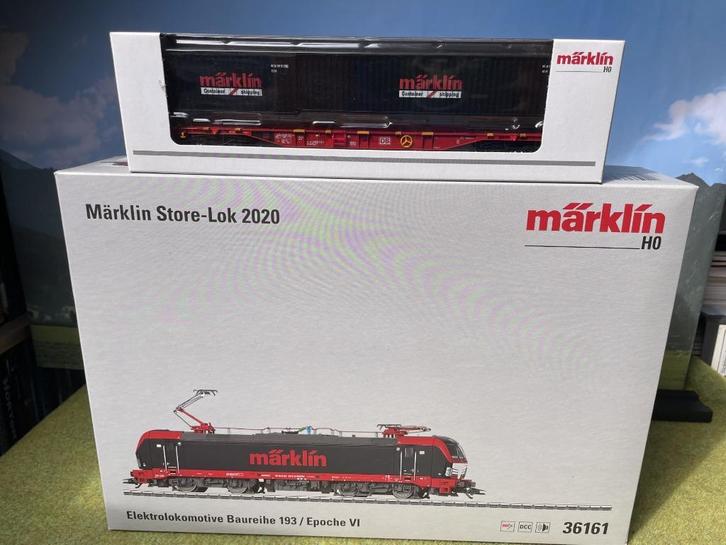 märklin
H0
märklin
Container shipping
märklin
Container shipping
DB
Märklin Store-Lok 2020
märklin
H0
märklin
Elektrolokomotive Baureihe 193 / Epoche VI
DCC
36161